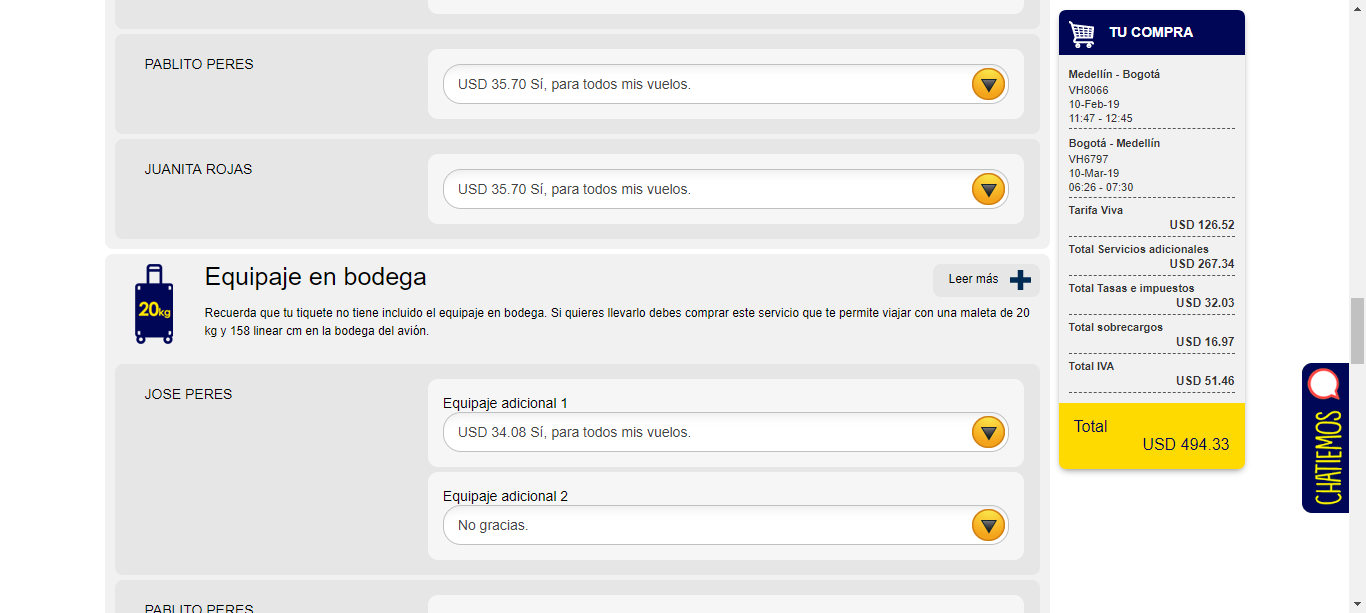 PABLITO PERES
USD 35.70 Sí, para todos mis vuelos.
JUANITA ROJAS
USD 35.70 Sí, para todos mis vuelos.
20kg
Equipaje en bodega
Leer más
Recuerda que tu tiquete no tiene incluido el equipaje en bodega. Si quieres llevarlo debes comprar este servicio que te permite viajar con una maleta de 20
kg y 158 linear cm en la bodega del avión.
JOSE PERES
Equipaje adicional 1
USD 34.08 Sí, para todos mis vuelos.
Equipaje adicional 2
No gracias.
PABLITO PERES
TU COMPRA
Medellín - Bogotá
VH8066
10-Feb-19
11:47 - 12:45
Bogotá - Medellín
VH6797
10-Mar-19
06:26 - 07:30
Tarifa Viva
USD 126.52
Total Servicios adicionales
USD 267.34
Total Tasas e impuestos
USD 32.03
Total sobrecargos
USD 16.97
Total IVA
USD 51.46
Total
USD 494.33
CHATIEMOS